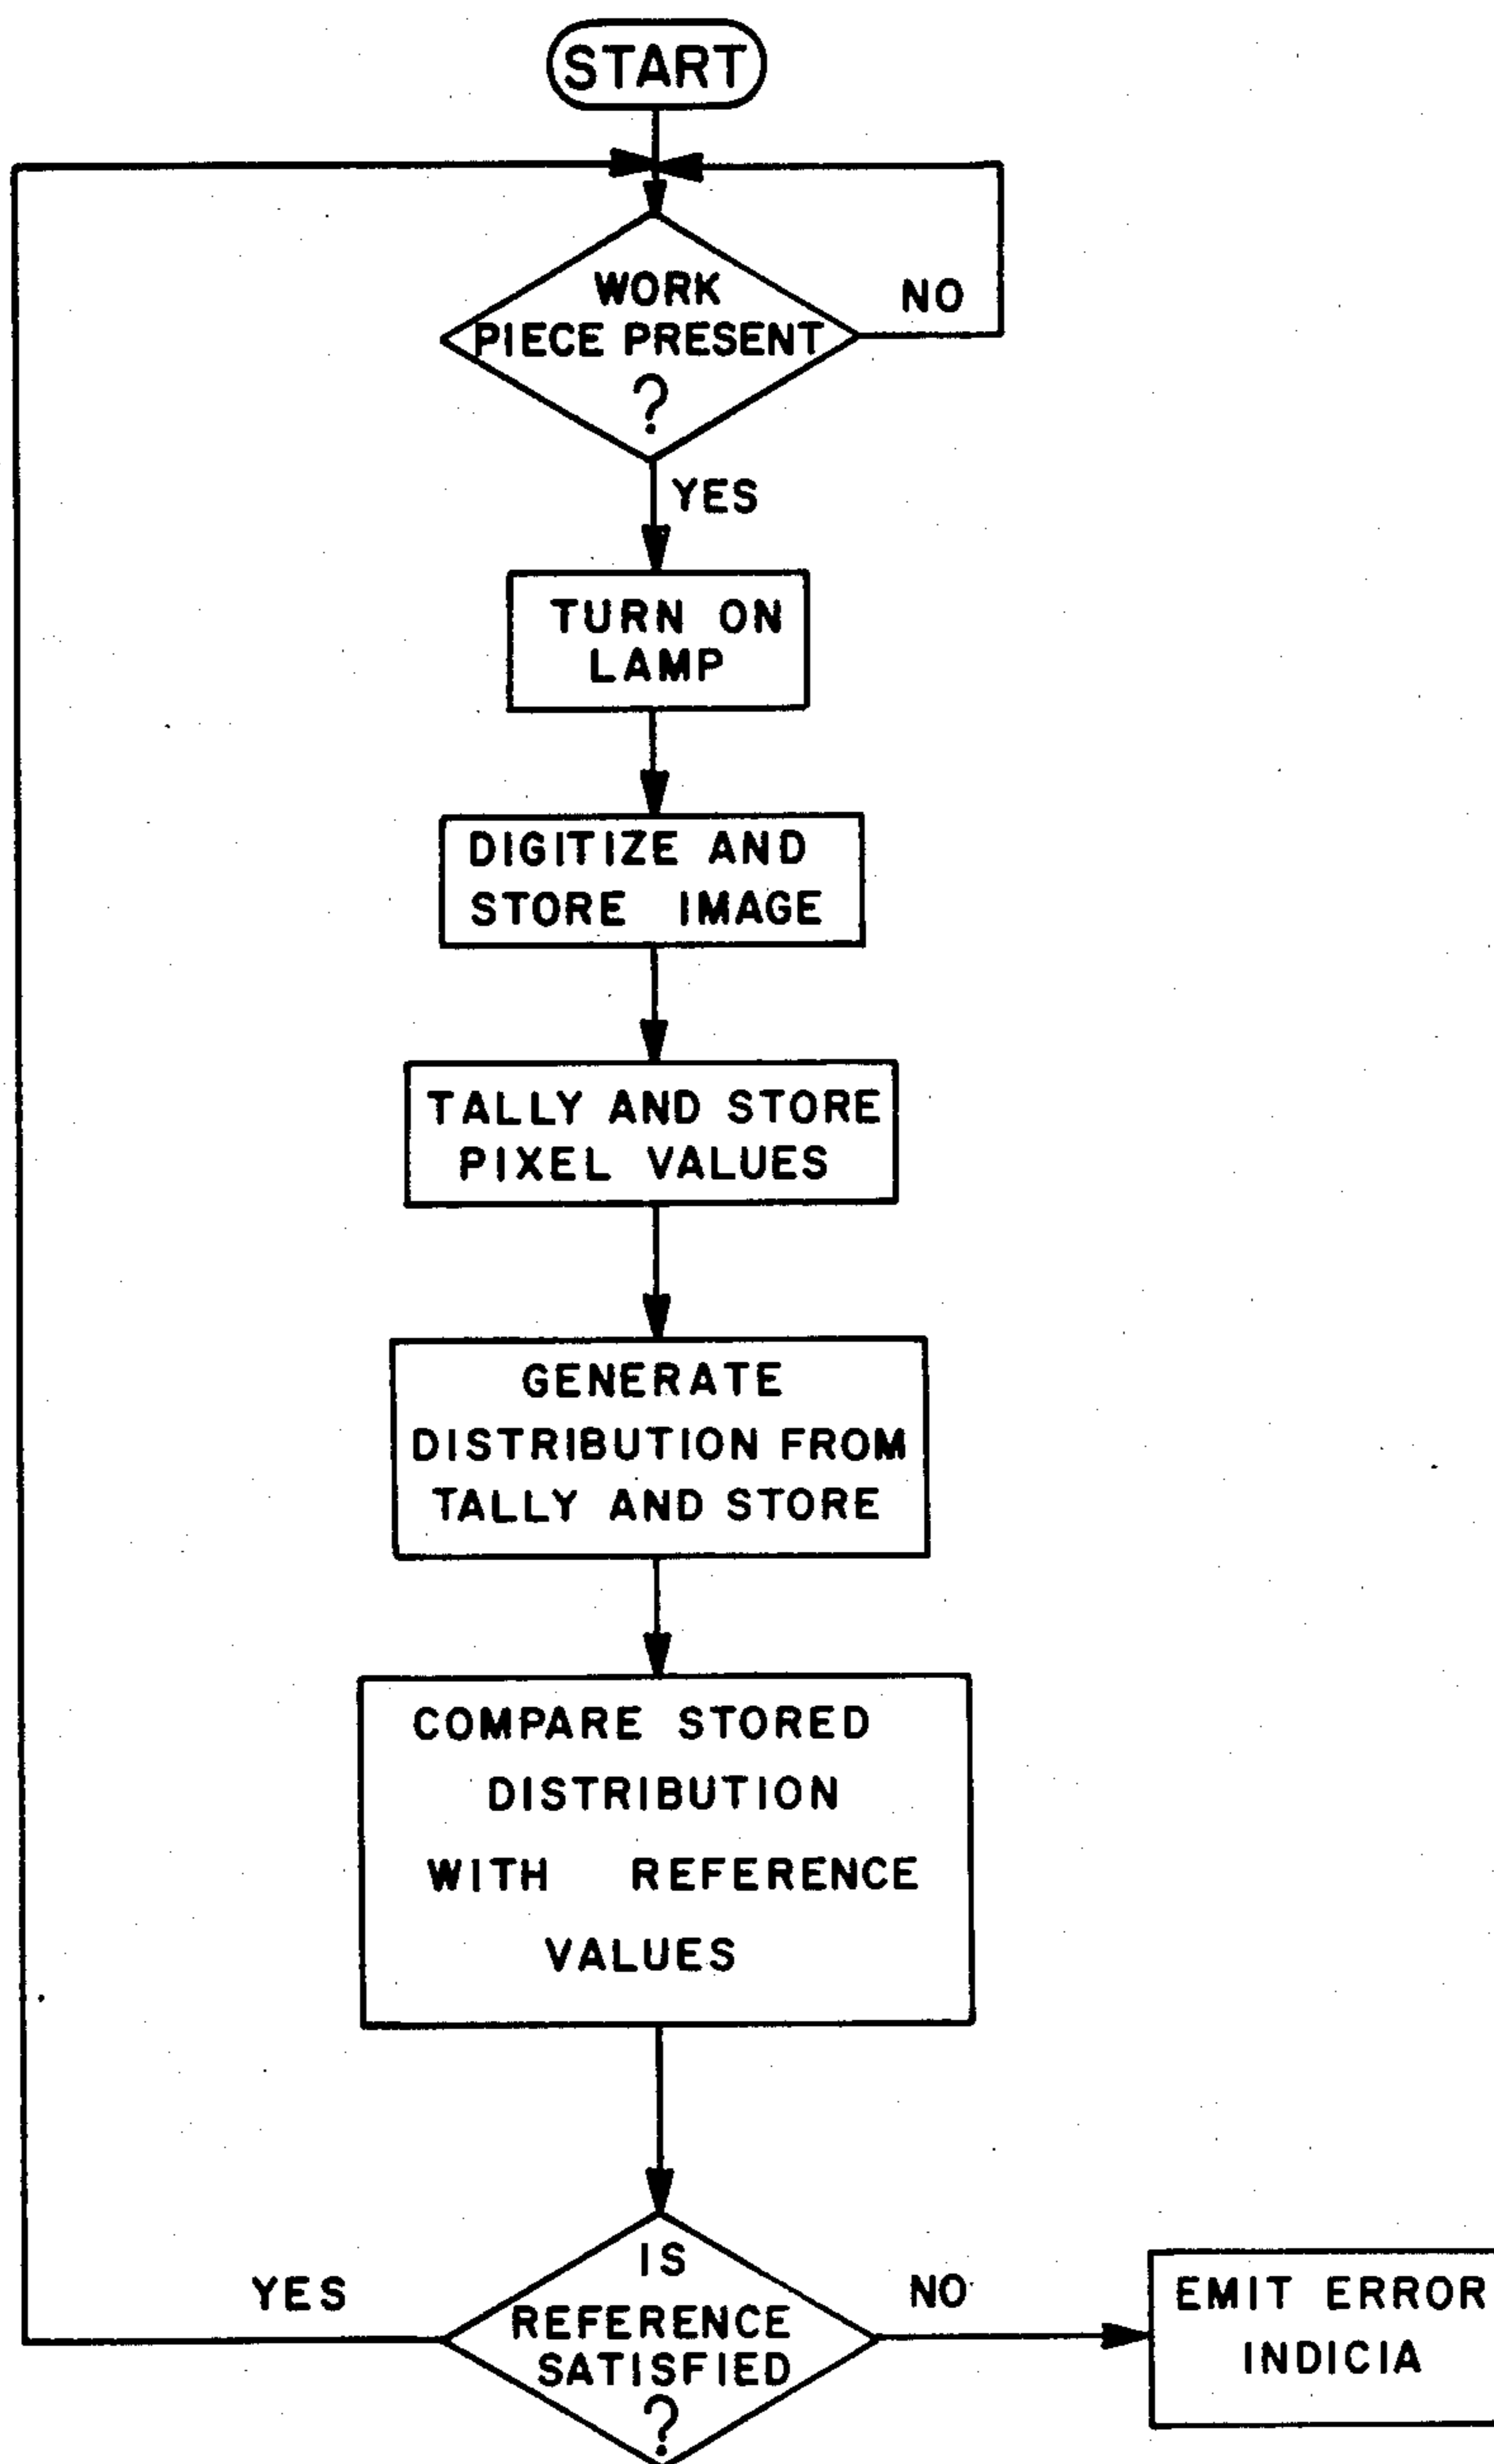 START
WORK
PIECE PRESENT
?
NO
YES
TURN ON
LAMP
DIGITIZE AND
STORE IMAGE
TALLY AND STORE
PIXEL VALUES
GENERATE
DISTRIBUTION FROM
TALLY AND STORE
COMPARE STORED
DISTRIBUTION
WITH REFERENCE
VALUES
IS
REFERENCE
SATISFIED
?
YES
NO
EMIT ERROR
INDICIA